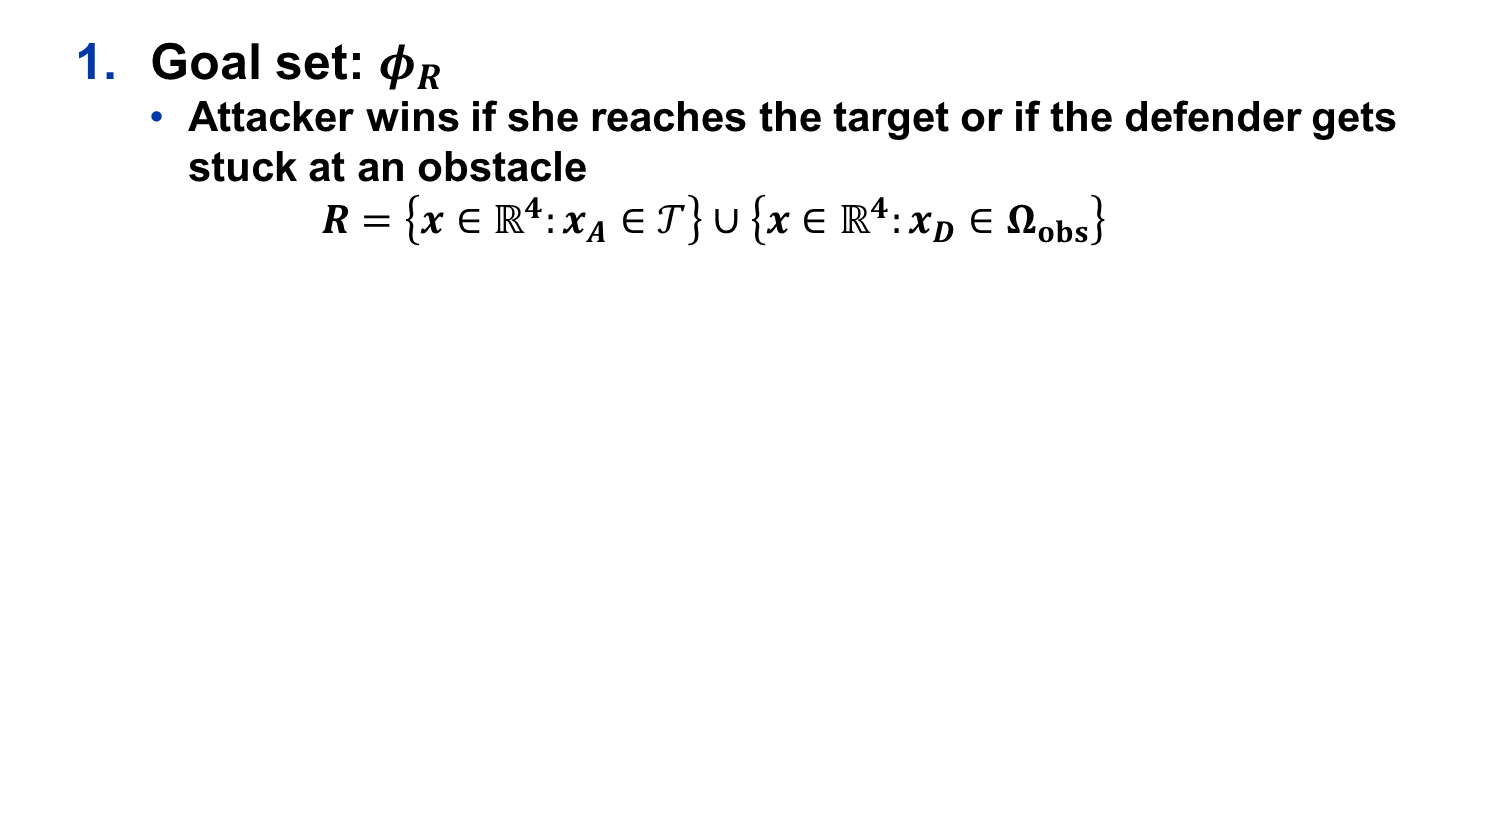 1. Goal set: 𝝓_R
• Attacker wins if she reaches the target or if the defender gets
stuck at an obstacle
R = {x ∈ ℝ⁴: x_A ∈ 𝒯} ∪ {x ∈ ℝ⁴: x_D ∈ Ω_obs}